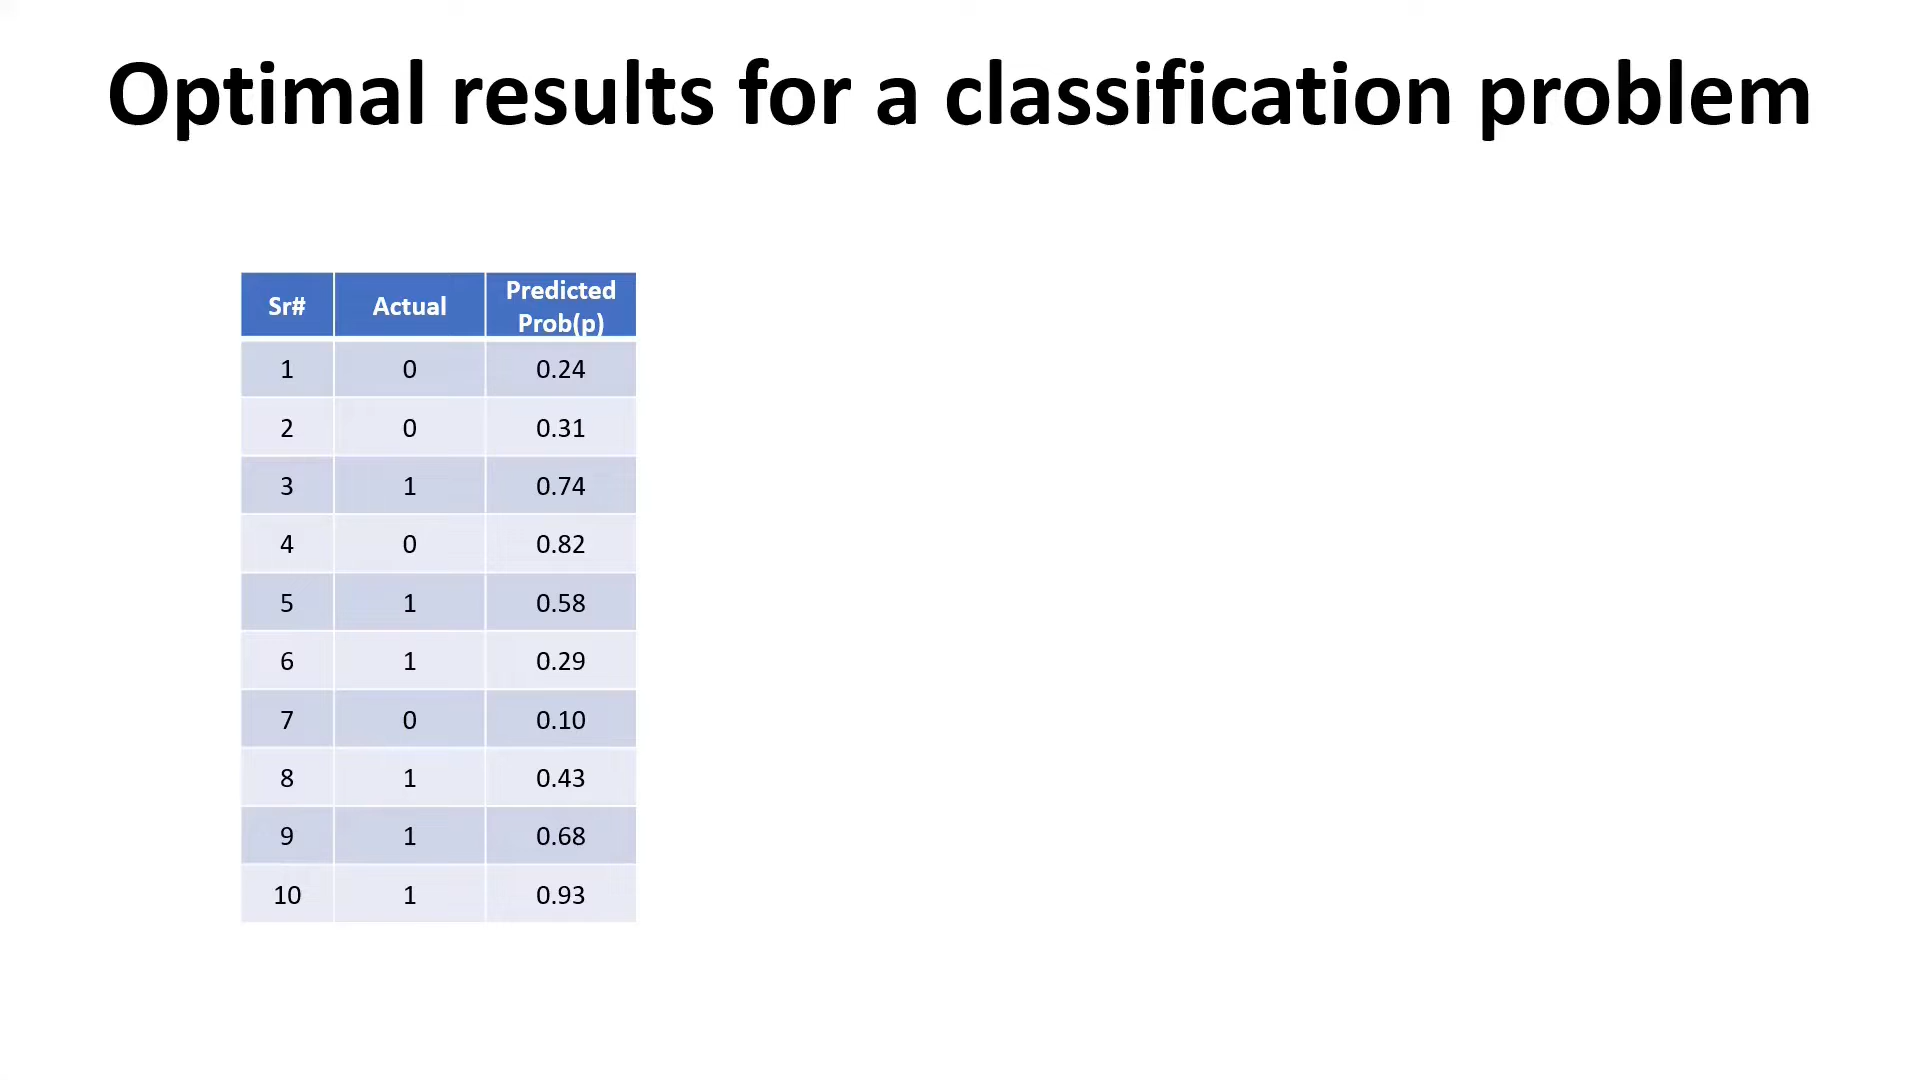 Optimal results for a classification problem
Sr# Actual Predicted Prob(p)
1 0 0.24
2 0 0.31
3 1 0.74
4 0 0.82
5 1 0.58
6 1 0.29
7 0 0.10
8 1 0.43
9 1 0.68
10 1 0.93